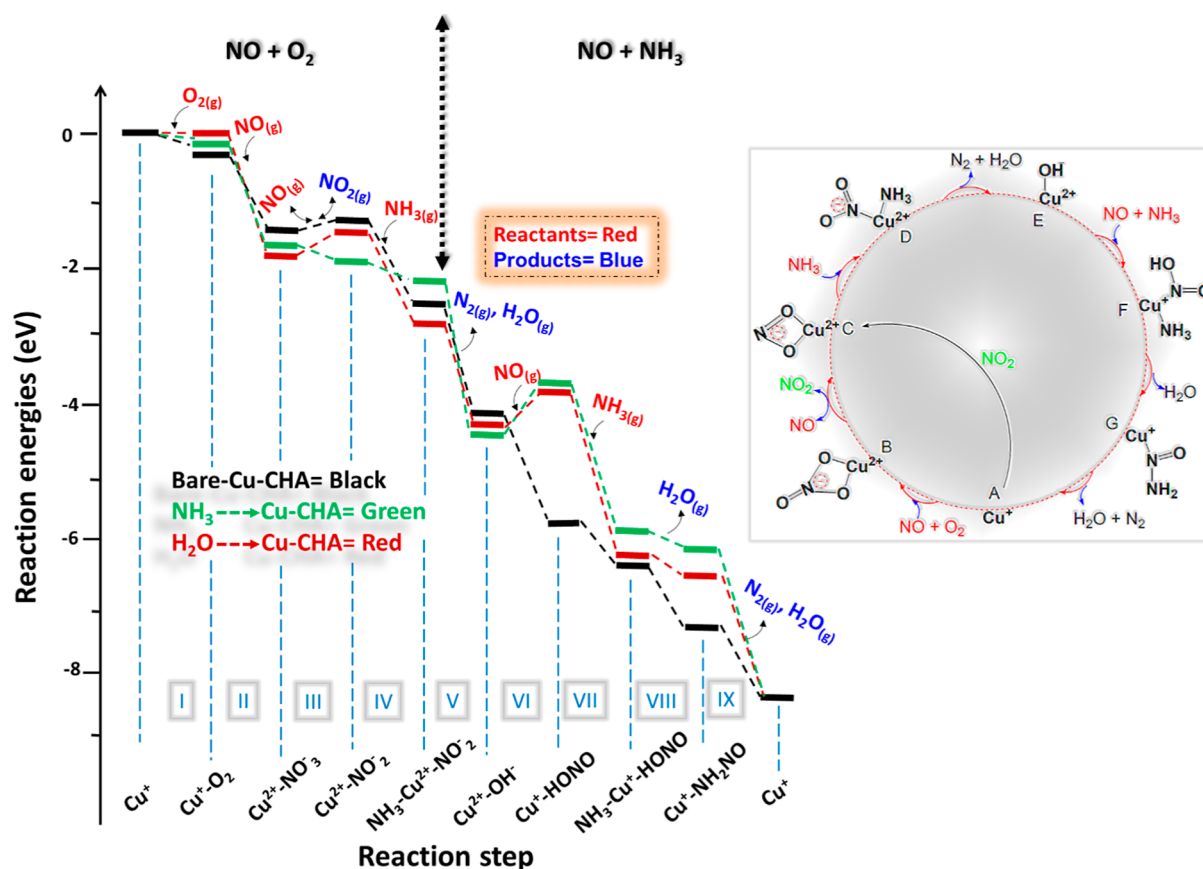 NO + O₂
NO + NH₃
Reaction energies (eV)
0
-2
-4
-6
-8
O₂₍g₎
NO₍g₎
NO₍g₎
NO₂₍g₎
NH₃₍g₎
Reactants= Red
Products= Blue
N₂₍g₎, H₂O₍g₎
NO₍g₎
NH₃₍g₎
H₂O₍g₎
N₂₍g₎, H₂O₍g₎
Bare-Cu-CHA= Black
NH₃ --→Cu-CHA= Green
H₂O --→Cu-CHA= Red
I
II
III
IV
V
VI
VII
VIII
IX
Cu⁺
Cu⁺-O₂
Cu²⁺-NO⁻₃
Cu²⁺-NO⁻₂
NH₃-Cu²⁺-NO⁻₂
Cu²⁺-OH⁻
Cu⁺-HONO
NH₃-Cu⁺-HONO
Cu⁺-NH₂NO
Cu⁺
Reaction step
N₂ + H₂O
OH⁻
Cu²⁺
E
NO + NH₃
HO
N=O
Cu⁺
NH₃
F
H₂O
G
Cu⁺
N=O
NH₂
H₂O + N₂
A
Cu⁺
NO + O₂
B
Cu²⁺
O
O
N
O
NO
NO₂
C
Cu²⁺
O
N
O
NH₃
D
Cu²⁺
NH₃
O
N
O
NO₂